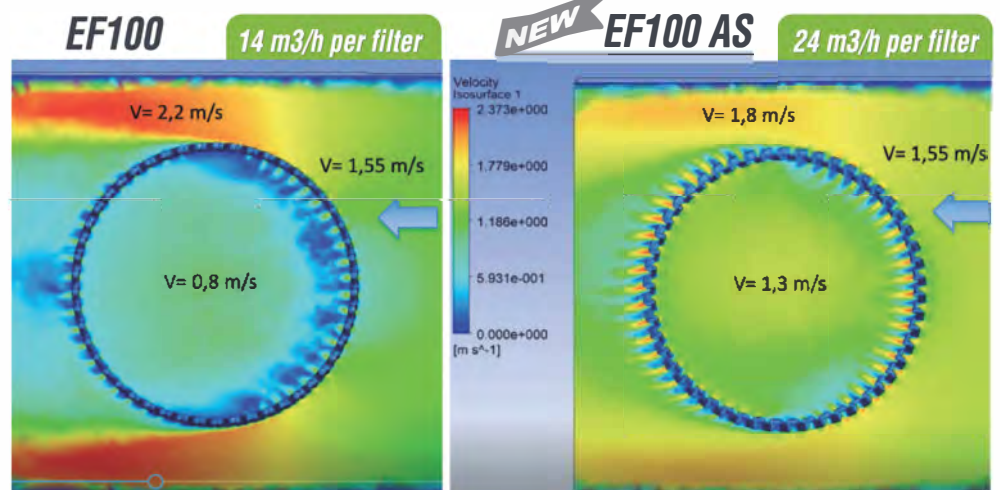 EF100
14 m3/h per filter
V= 2,2 m/s
V= 1,55 m/s
V= 0,8 m/s
NEW EF100 AS
24 m3/h per filter
Velocity
Isosurface 1
2.373e+000
1.779e+000
1.186e+000
5.931e-001
0.000e+000
[m s^-1]
V= 1,8 m/s
V= 1,55 m/s
V= 1,3 m/s